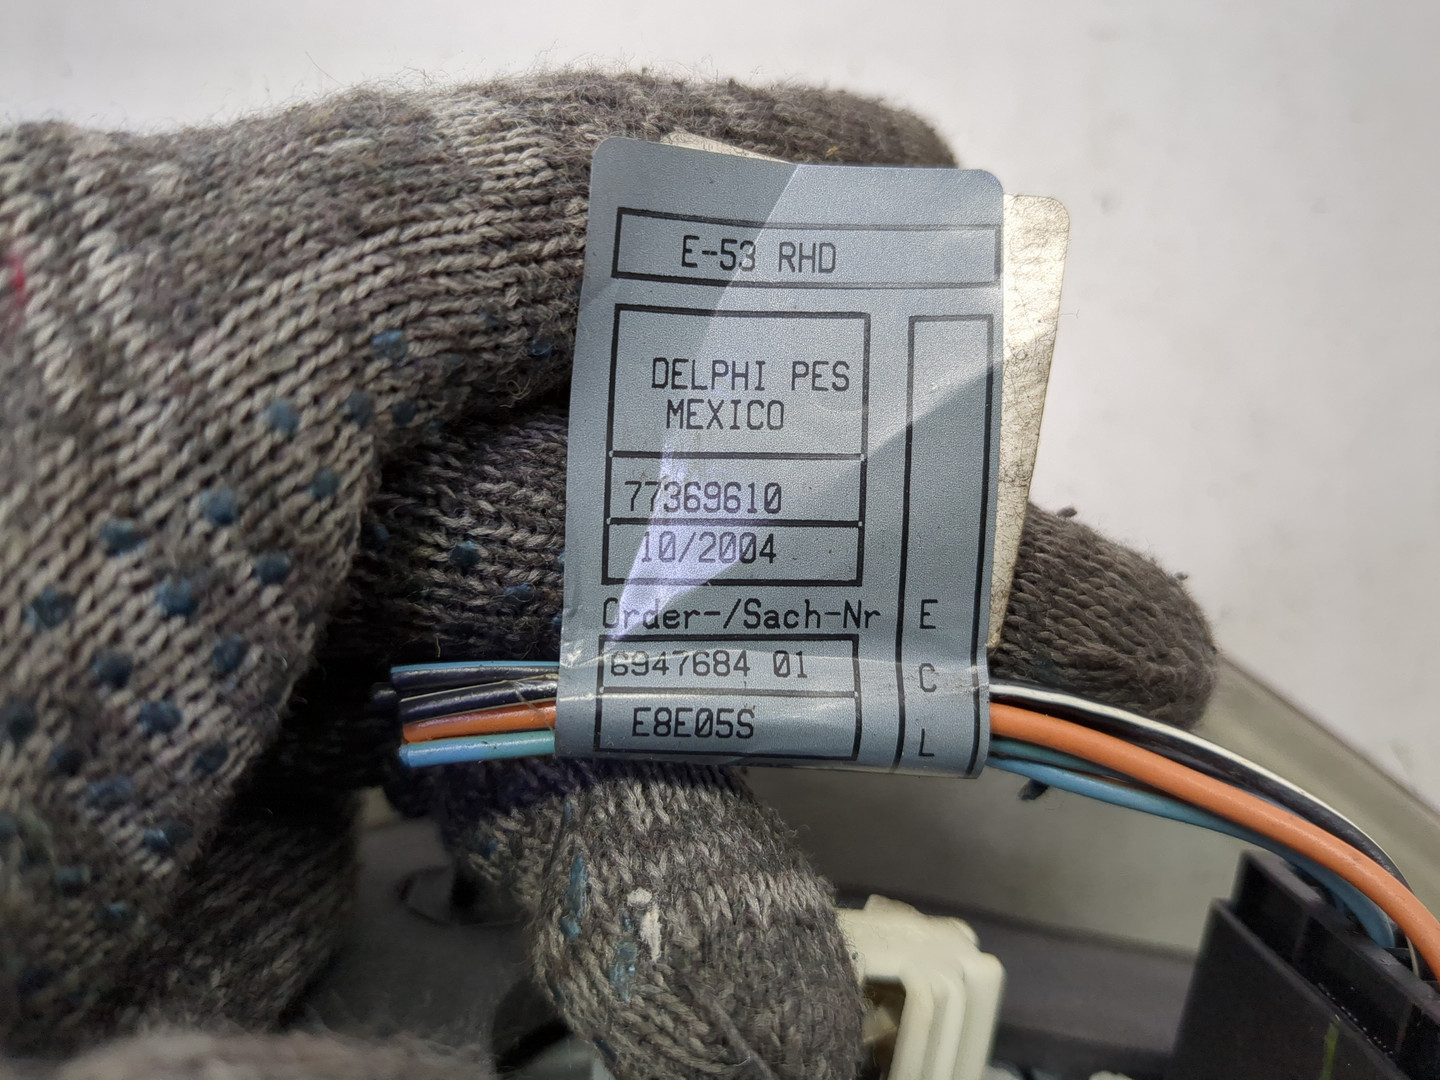 E-53 RHD
DELPHI PES
MEXICO
77369610
10/2004
Order-/Sach-Nr
6947684 01
E8E05S
E
C
L